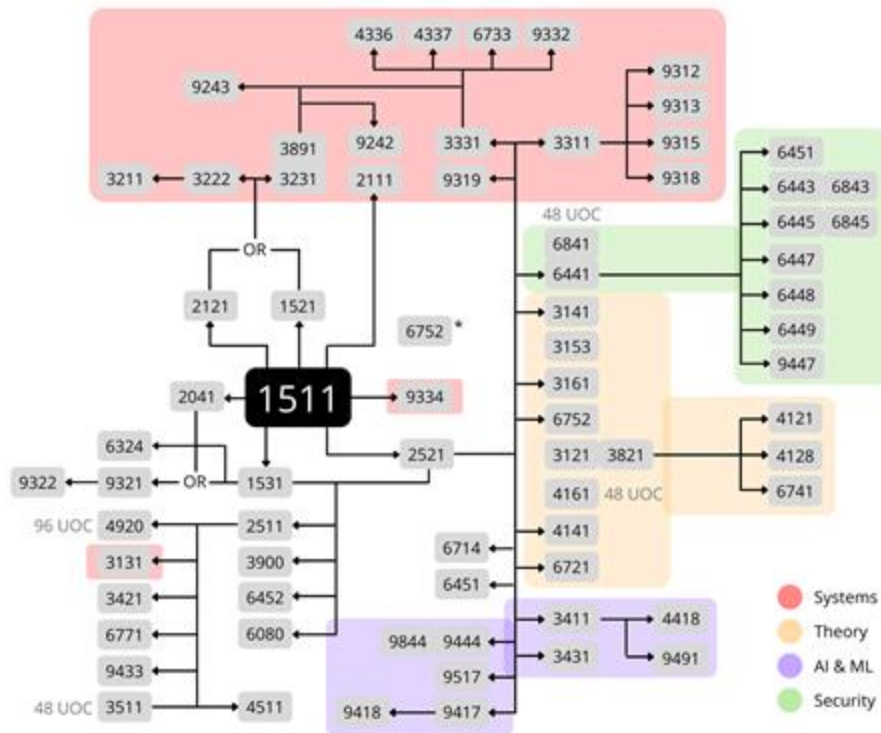 4336 4337 6733 9332
9243
9312
9313
3891 9242 3331 3311 9315
3211 3222 3231 2111 9319 9318
6451
48 UOC
6443 6843
6841
6445 6845
OR
6441
6447
2121 1521
6448
3141
6752 *
6449
3153
9447
2041 1511 9334
3161
6752
4121
6324
2521 3121 3821
4128
9322 9321 OR 1531
4161 48 UOC
6741
96 UOC 4920 2511
4141
6714
3131 3900
6721
6451
3421 6452
Systems
3411 4418
6771 6080
Theory
9844 9444
3431 9491
AI & ML
9433
9517
Security
48 UOC 3511 4511
9418 9417